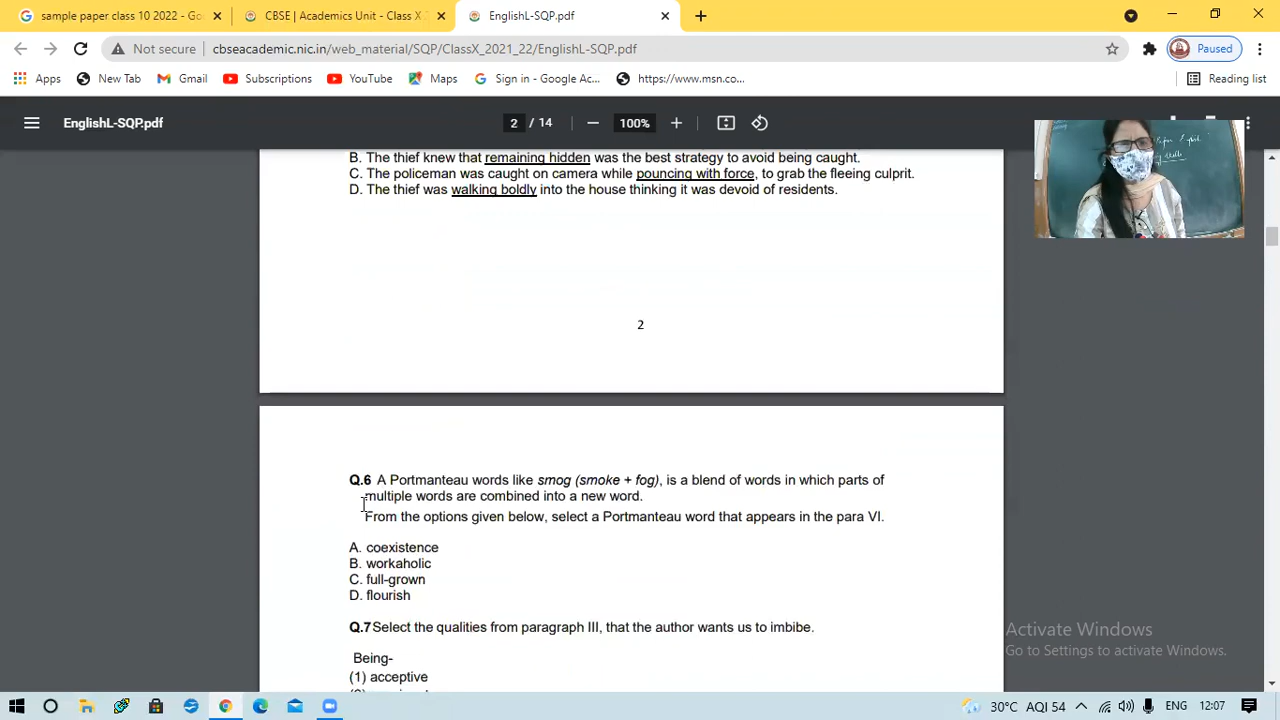 sample paper class 10 2022 - Go
CBSE | Academics Unit - Class X
EnglishL-SQP.pdf
Not secure
cbseacademic.nic.in/web_material/SQP/ClassX_2021_22/EnglishL-SQP.pdf
Paused
Apps
New Tab
Gmail
Subscriptions
YouTube
Maps
Sign in - Google Ac...
https://www.msn.co...
Reading list
EnglishL-SQP.pdf
2 / 14
100%
B. The thief knew that remaining hidden was the best strategy to avoid being caught.
C. The policeman was caught on camera while pouncing with force, to grab the fleeing culprit.
D. The thief was walking boldly into the house thinking it was devoid of residents.
2
Q.6 A Portmanteau words like smog (smoke + fog), is a blend of words in which parts of
multiple words are combined into a new word.
From the options given below, select a Portmanteau word that appears in the para VI.
A. coexistence
B. workaholic
C. full-grown
D. flourish
Q.7 Select the qualities from paragraph III, that the author wants us to imbibe.
Being-
(1) acceptive
Activate Windows
Go to Settings to activate Windows.
30°C AQI 54
ENG
12:07